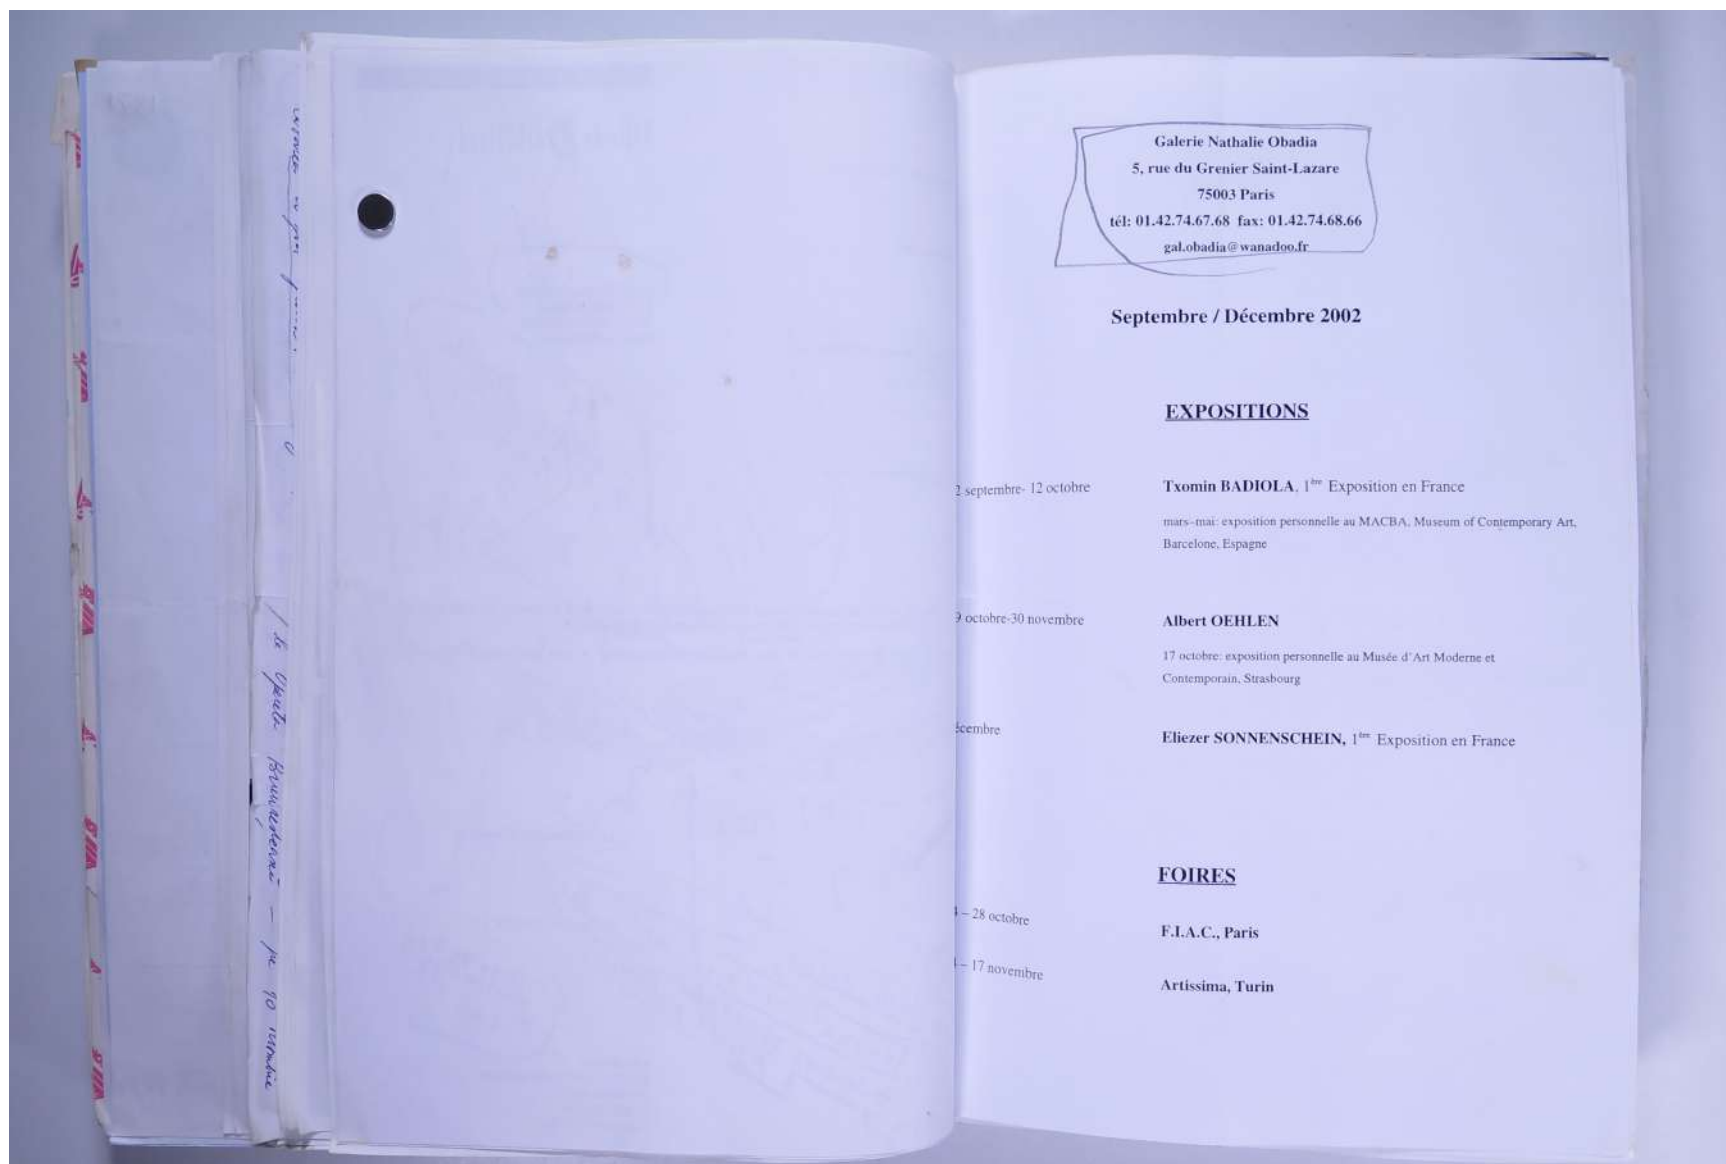 Galerie Nathalie Obadia
5, rue du Grenier Saint-Lazare
75003 Paris
tél: 01.42.74.67.68 fax: 01.42.74.68.66
gal.obadia@wanadoo.fr
Septembre / Décembre 2002
EXPOSITIONS
2 septembre- 12 octobre
Txomin BADIOLA, 1ère Exposition en France
mars-mai: exposition personnelle au MACBA, Museum of Contemporary Art,
Barcelone, Espagne
9 octobre-30 novembre
Albert OEHLEN
17 octobre: exposition personnelle au Musée d'Art Moderne et
Contemporain, Strasbourg
écembre
Eliezer SONNENSCHEIN, 1ère Exposition en France
FOIRES
– 28 octobre
F.I.A.C., Paris
– 17 novembre
Artissima, Turin